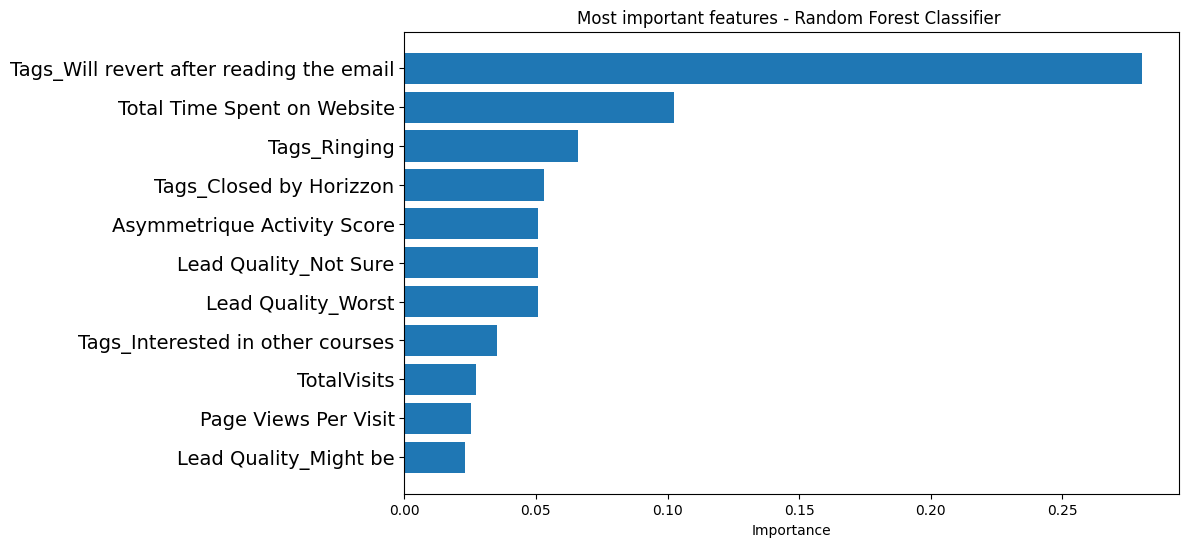 Most important features - Random Forest Classifier
Tags_Will revert after reading the email
Total Time Spent on Website
Tags_Ringing
Tags_Closed by Horizzon
Asymmetrique Activity Score
Lead Quality_Not Sure
Lead Quality_Worst
Tags_Interested in other courses
TotalVisits
Page Views Per Visit
Lead Quality_Might be
0.00 0.05 0.10 0.15 0.20 0.25
Importance